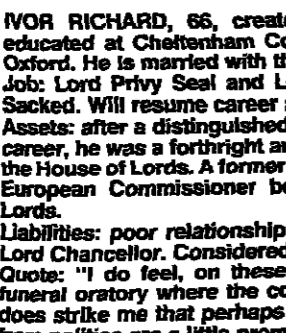 IVOR RICHARD, 66, create
educated at Cheltenham Co
Oxford. He is married with th
Job: Lord Privy Seal and L
Sacked. Will resume career
Assets: after a distinguished
career, he was a forthright an
the House of Lords. A former
European Commissioner be
Lords.
Liabilities: poor relationship
Lord Chancellor. Considered
Quote: "I do feel, on these
funeral oratory where the co
does strike me that perhaps